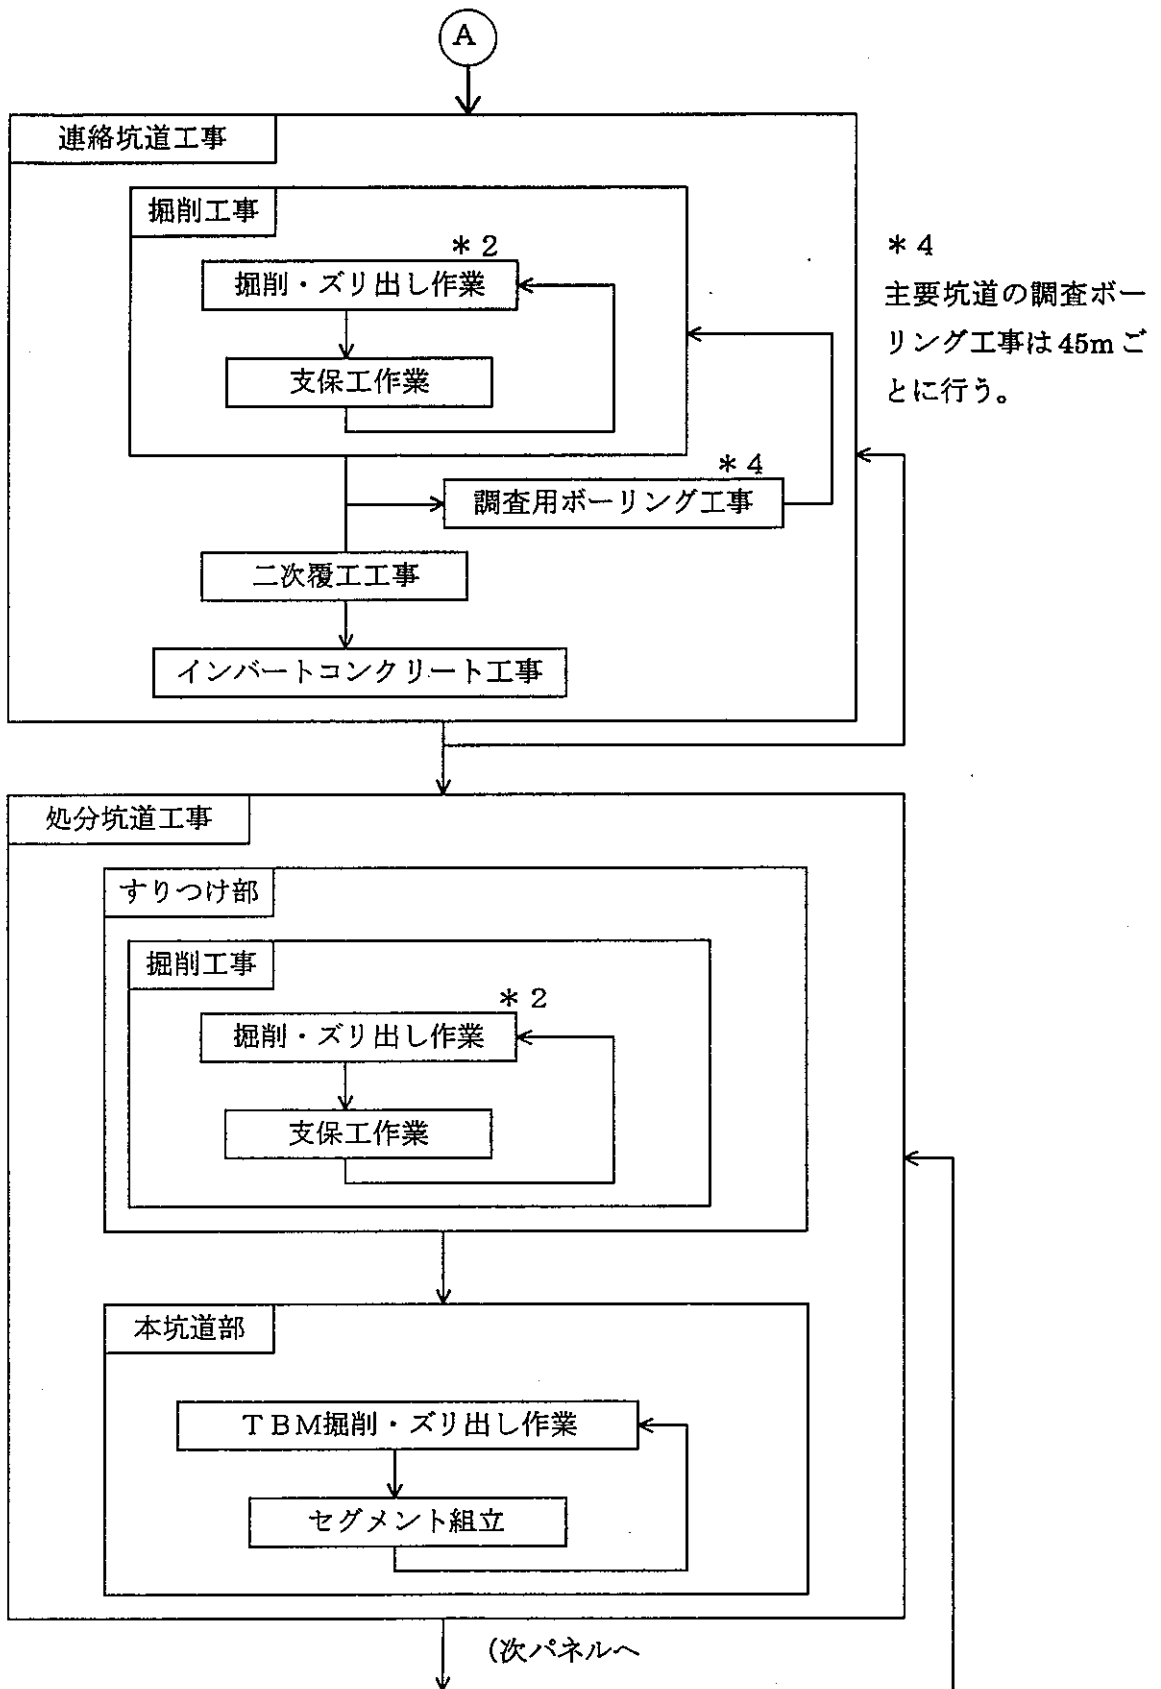 A
連絡坑道工事
掘削工事
*2
掘削・ズリ出し作業
支保工作業
*4
主要坑道の調査ボー
リング工事は45mご
とに行う。
*4
調査用ボーリング工事
二次覆工工事
インバートコンクリート工事
処分坑道工事
すりつけ部
掘削工事
*2
掘削・ズリ出し作業
支保工作業
本坑道部
TBM掘削・ズリ出し作業
セグメント組立
(次パネルへ